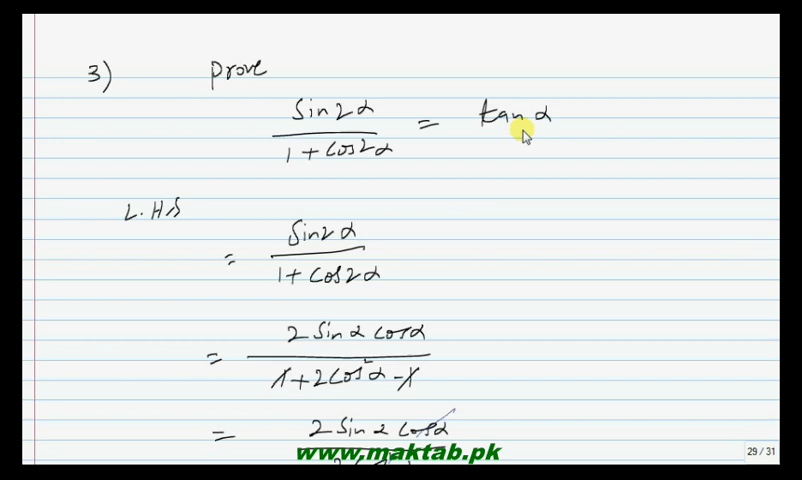 3) Prove
Sin2α
= tanα
1 + Cos2α
L.HS
Sin2α
=
1 + Cos2α
2 Sinα Cosα
=
1 + 2Cos²α - 1
= 2 Sinα Cosα
www.maktab.pk
29 / 31